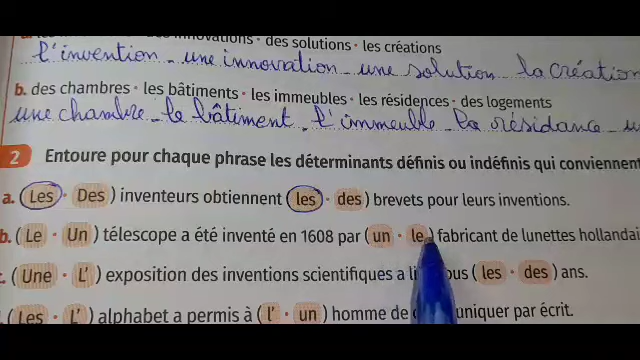 des innovations · des solutions · les créations
l'invention - une innovation - une solution - la création
b. des chambres · les bâtiments · les immeubles · les résidences · des logements
une chambre - le bâtiment - l'immeuble - la résidance -
2 Entoure pour chaque phrase les déterminants définis ou indéfinis qui conviennent
a. ( Les · Des ) inventeurs obtiennent ( les · des ) brevets pour leurs inventions.
b. ( Le · Un ) télescope a été inventé en 1608 par ( un · le ) fabricant de lunettes hollandai
( Une · L' ) exposition des inventions scientifiques a ( les · des ) ans.
( Les · L' ) alphabet a permis à ( l' · un ) homme de par écrit.